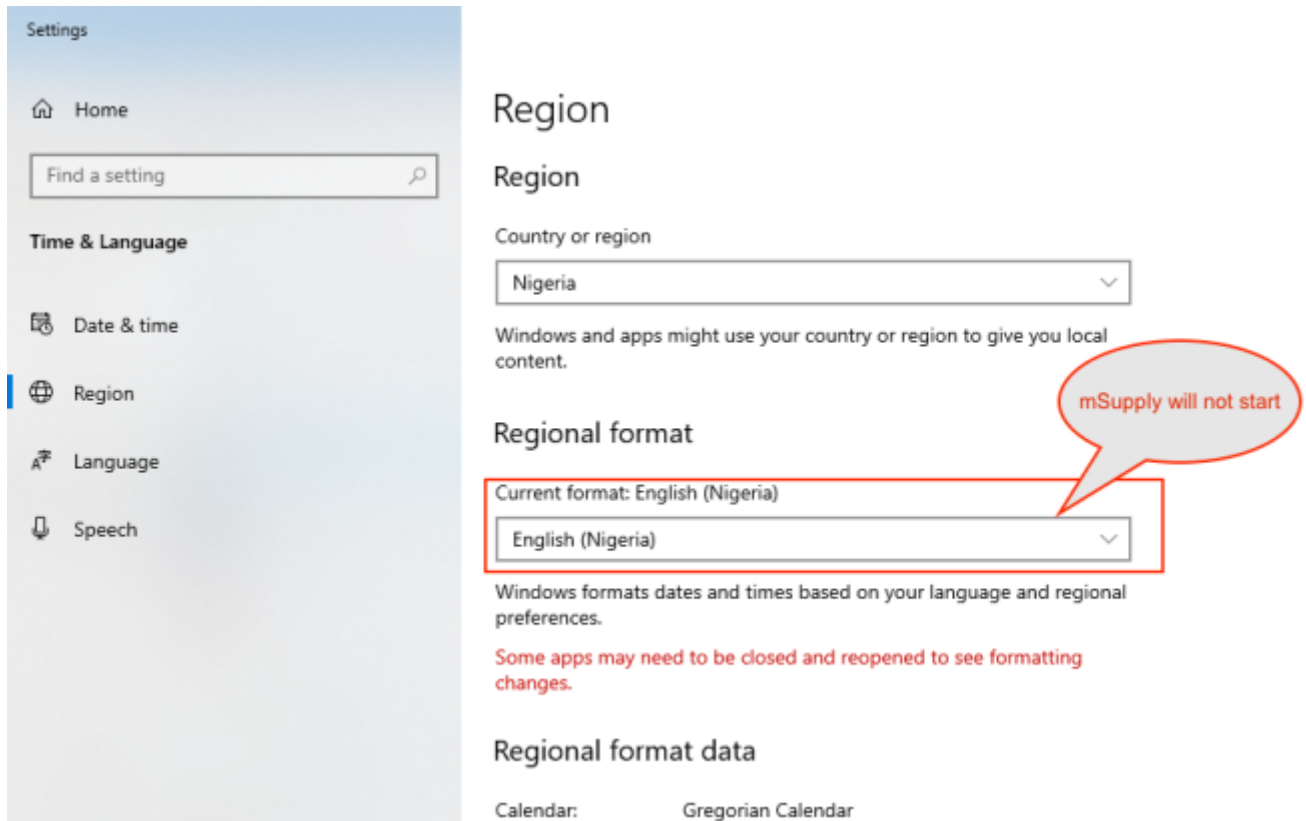 Settings
Home
Find a setting
Time & Language
Date & time
Region
Language
Speech
Region
Region
Country or region
Nigeria
Windows and apps might use your country or region to give you local
content.
mSupply will not start
Regional format
Current format: English (Nigeria)
English (Nigeria)
Windows formats dates and times based on your language and regional
preferences.
Some apps may need to be closed and reopened to see formatting
changes.
Regional format data
Calendar: Gregorian Calendar